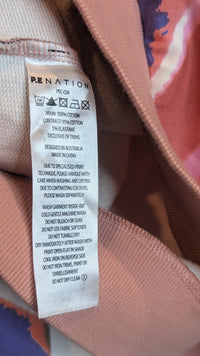 P.E NATION
MAIN: 100% COTTON
CONTRAST: 95% COTTON
5% ELASTANE
EXCLUSIVE OF TRIMS
DESIGNED IN AUSTRALIA
MADE IN CHINA
DUE TO SPECIALISED PRINT
TECHNIQUE, PLEASE HANDLE WITH
CARE WHEN WASHING AND DRYING
DUE TO CONTRASTING COLOURS,
PLEASE WASH SEPARATELY.
WASH GARMENT INSIDE-OUT
COLD GENTLE MACHINE WASH
DO NOT BLEACH OR SOAK
DO NOT USE FABRIC SOFTENER
DO NOT TUMBLE DRY
DRY IMMEDIATELY AFTER WASH WITH
PRINT OPEN FLAT IN SHADE
COOL IRON ON REVERSE SIDE
DO NOT IRON TRIMS, PRINT OR
EMBELLISHMENT
DO NOT DRY CLEAN
S